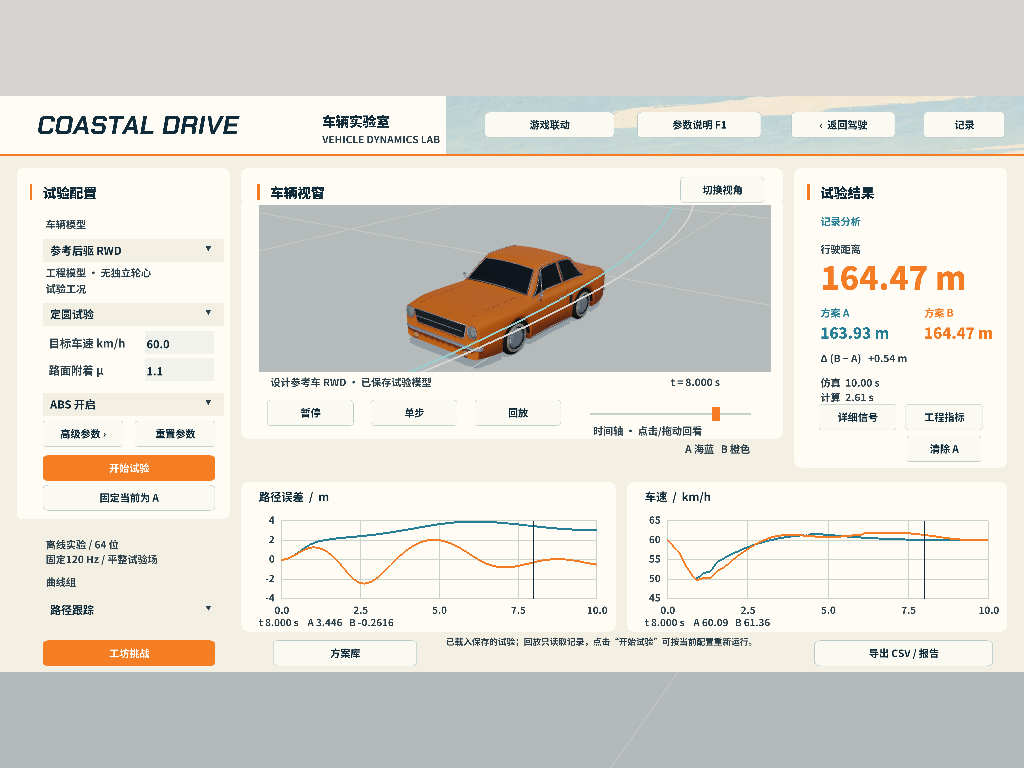 COASTAL DRIVE
车辆实验室
VEHICLE DYNAMICS LAB
游戏联动
参数说明 F1
‹ 返回驾驶
记录
试验配置
车辆模型
参考后驱 RWD
工程模型 · 无独立轮心
试验工况
定圆试验
目标车速 km/h
60.0
路面附着 μ
1.1
ABS 开启
高级参数 ›
重置参数
开始试验
固定当前为 A
离线实验 / 64 位
固定120 Hz / 平整试验场
曲线组
路径跟踪
工坊挑战
车辆视窗
切换视角
设计参考车 RWD · 已保存试验模型
t = 8.000 s
暂停
单步
回放
时间轴 · 点击/拖动回看
A 海蓝 B 橙色
试验结果
记录分析
行驶距离
164.47 m
方案 A
方案 B
163.93 m
164.47 m
Δ (B − A) +0.54 m
仿真 10.00 s
计算 2.61 s
详细信号
工程指标
清除 A
路径误差 / m
4
2
0
-2
-4
0.0
2.5
5.0
7.5
10.0
t 8.000 s A 3.446 B -0.2616
车速 / km/h
65
60
55
50
45
0.0
2.5
5.0
7.5
10.0
t 8.000 s A 60.09 B 61.36
方案库
已载入保存的试验；回放只读取记录，点击“开始试验”可按当前配置重新运行。
导出 CSV / 报告